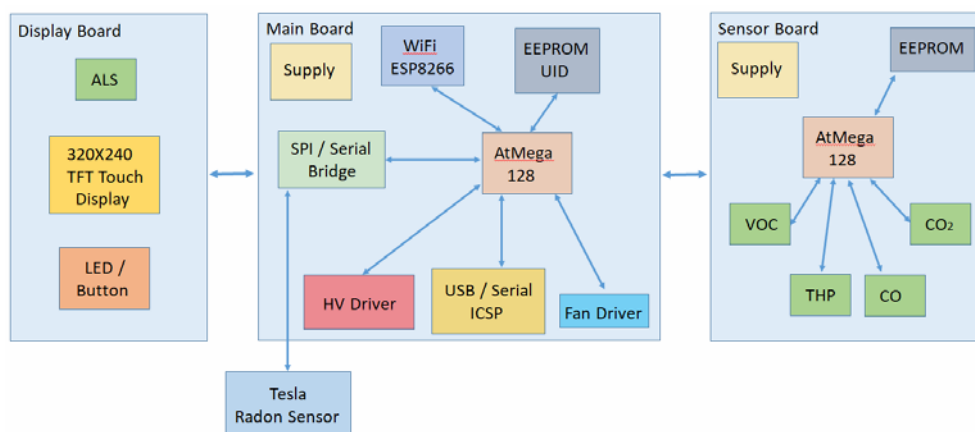 Display Board
ALS
320X240
TFT Touch
Display
LED /
Button
Main Board
Supply
WiFi
ESP8266
EEPROM
UID
SPI / Serial
Bridge
AtMega
128
HV Driver
USB / Serial
ICSP
Fan Driver
Tesla
Radon Sensor
Sensor Board
Supply
EEPROM
AtMega
128
VOC
CO₂
THP
CO